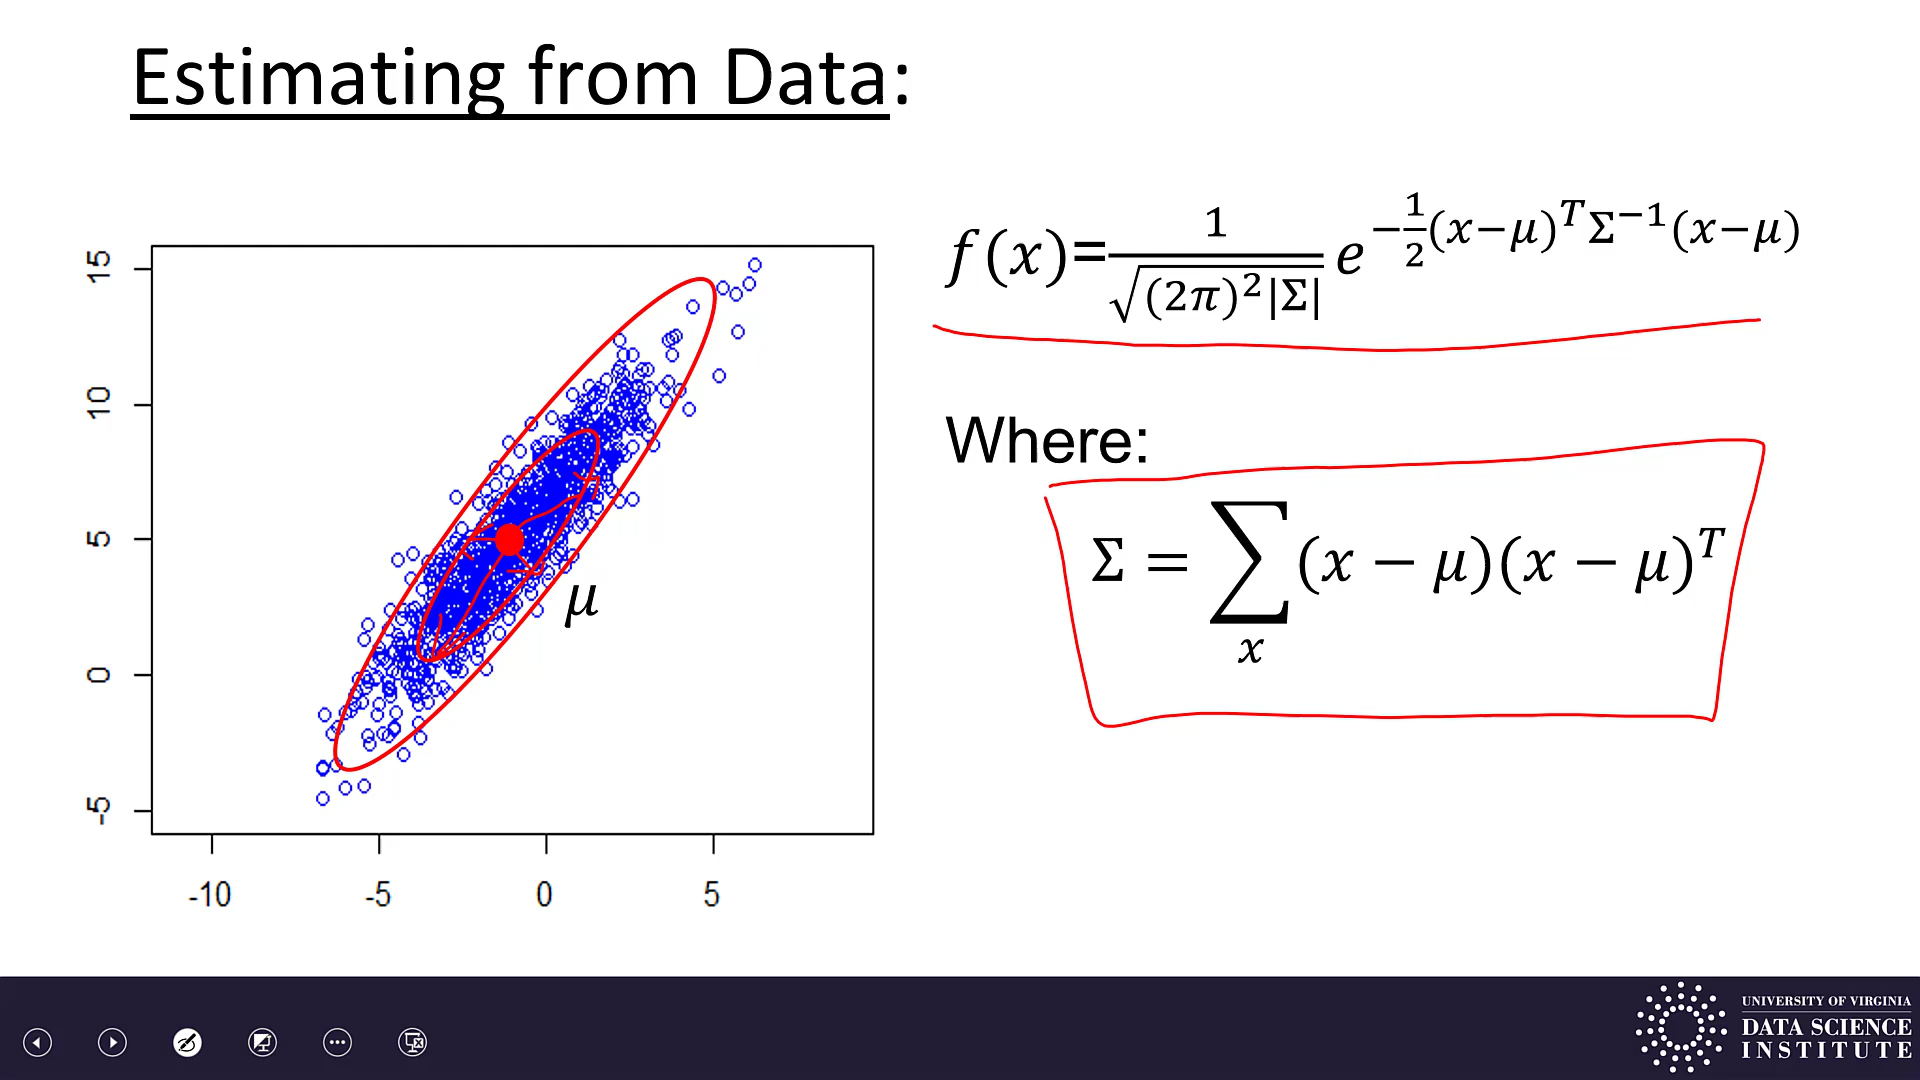 Estimating from Data:
f(x)=1/√((2π)²|Σ|) e^(−1/2(x−μ)ᵀΣ⁻¹(x−μ))
Where:
Σ = ∑ₓ(x − μ)(x − μ)ᵀ
15
10
5
0
-5
μ
-10 -5 0 5
UNIVERSITY OF VIRGINIA
DATA SCIENCE
INSTITUTE